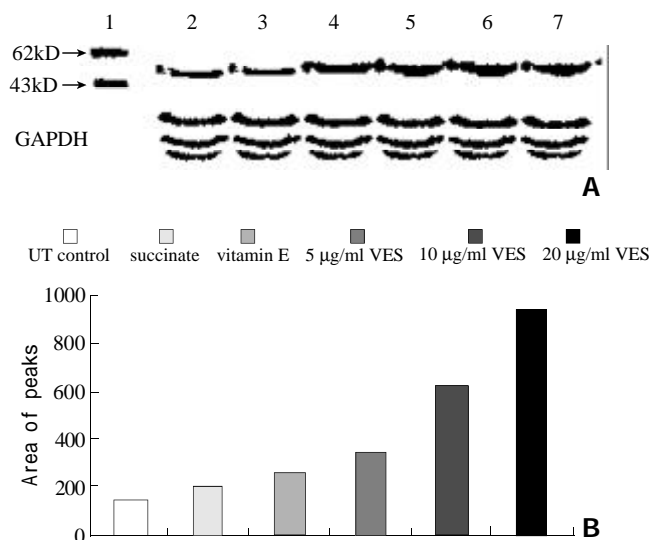 1 2 3 4 5 6 7
62kD
43kD
GAPDH
A
UT control succinate vitamin E 5 µg/ml VES 10 µg/ml VES 20 µg/ml VES
1000
800
600
400
200
0
Area of peaks
B